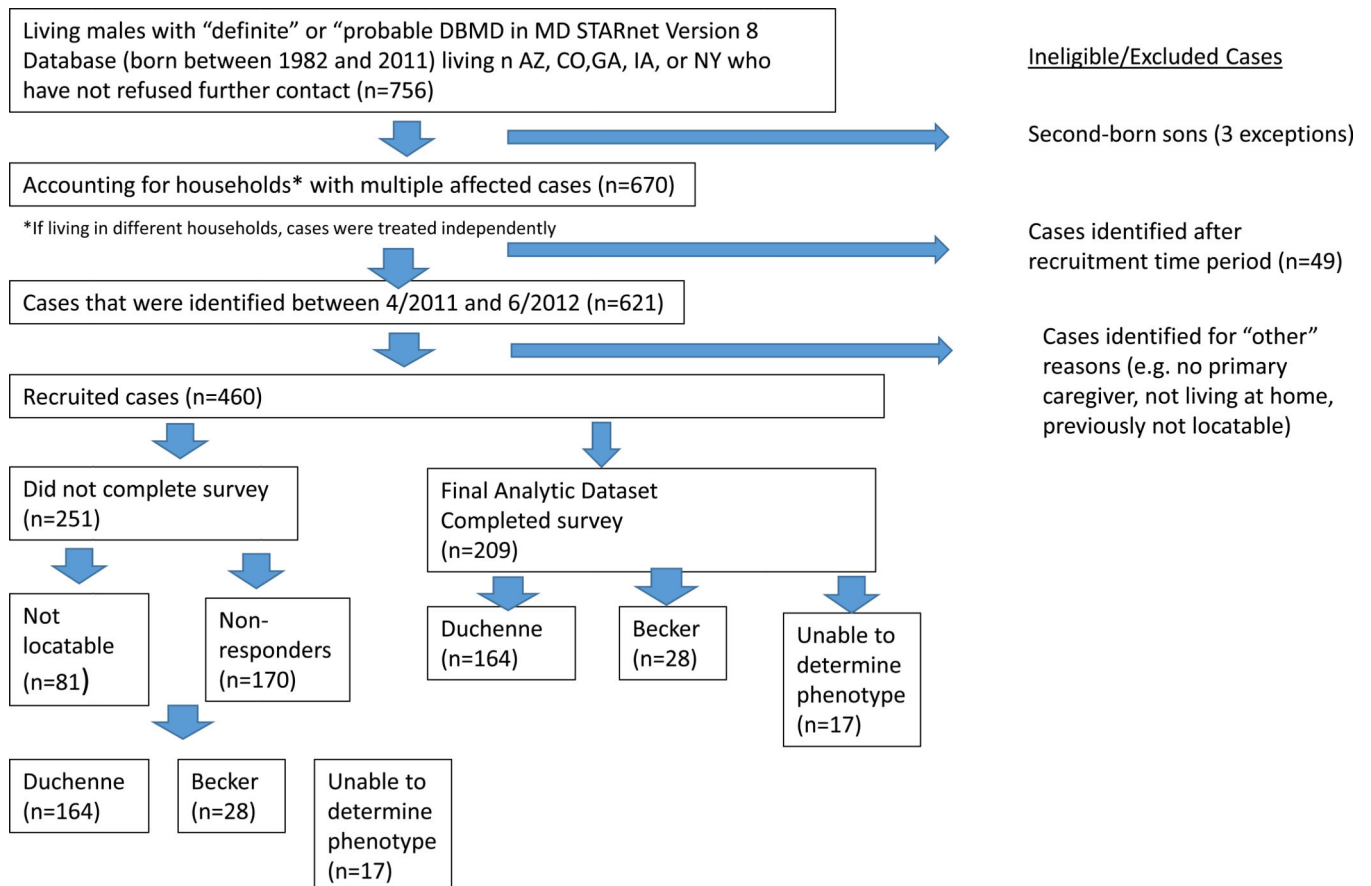 Living males with “definite” or “probable DBMD in MD STARnet Version 8
Database (born between 1982 and 2011) living n AZ, CO,GA, IA, or NY who
have not refused further contact (n=756)
Ineligible/Excluded Cases
Second-born sons (3 exceptions)
Accounting for households* with multiple affected cases (n=670)
*If living in different households, cases were treated independently
Cases identified after
recruitment time period (n=49)
Cases that were identified between 4/2011 and 6/2012 (n=621)
Cases identified for “other”
reasons (e.g. no primary
caregiver, not living at home,
previously not locatable)
Recruited cases (n=460)
Did not complete survey
(n=251)
Final Analytic Dataset
Completed survey
(n=209)
Not
locatable
(n=81)
Non-
responders
(n=170)
Duchenne
(n=164)
Becker
(n=28)
Unable to
determine
phenotype
(n=17)
Duchenne
(n=164)
Becker
(n=28)
Unable to
determine
phenotype
(n=17)